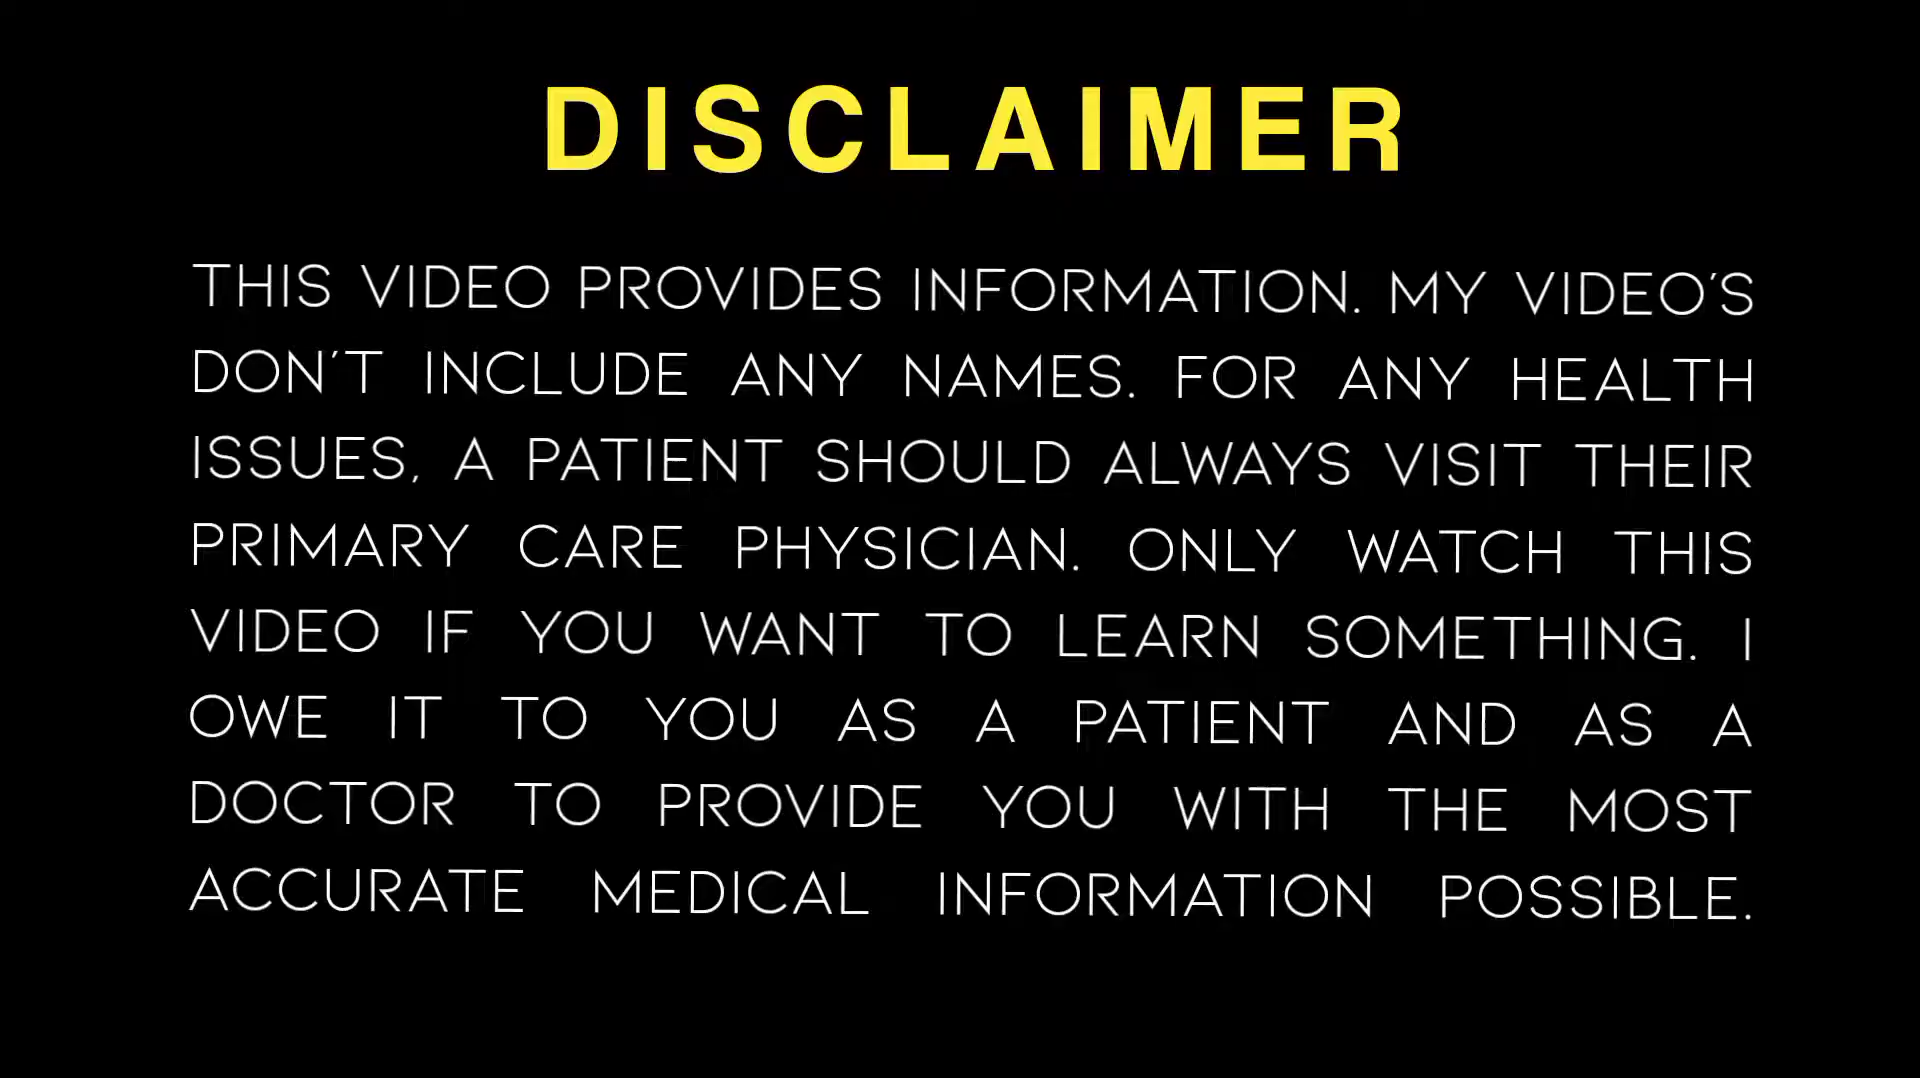 DISCLAIMER
THIS VIDEO PROVIDES INFORMATION. MY VIDEO'S
DON'T INCLUDE ANY NAMES. FOR ANY HEALTH
ISSUES, A PATIENT SHOULD ALWAYS VISIT THEIR
PRIMARY CARE PHYSICIAN. ONLY WATCH THIS
VIDEO IF YOU WANT TO LEARN SOMETHING. I
OWE IT TO YOU AS A PATIENT AND AS A
DOCTOR TO PROVIDE YOU WITH THE MOST
ACCURATE MEDICAL INFORMATION POSSIBLE.